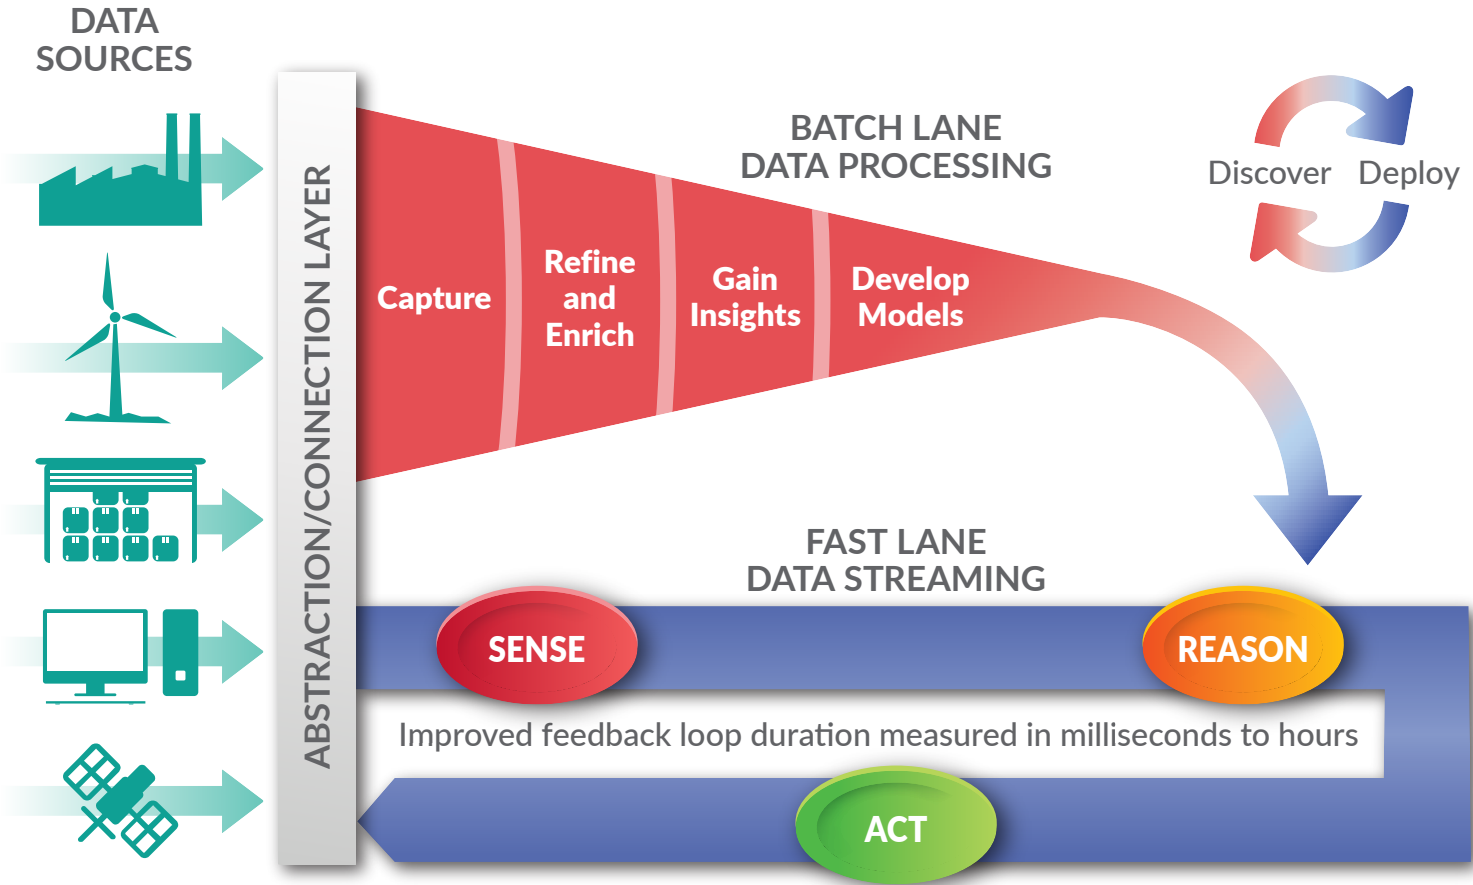 DATA
SOURCES
ABSTRACTION/CONNECTION LAYER
BATCH LANE
DATA PROCESSING
Capture
Refine
and
Enrich
Gain
Insights
Develop
Models
Discover
Deploy
FAST LANE
DATA STREAMING
SENSE
REASON
Improved feedback loop duration measured in milliseconds to hours
ACT